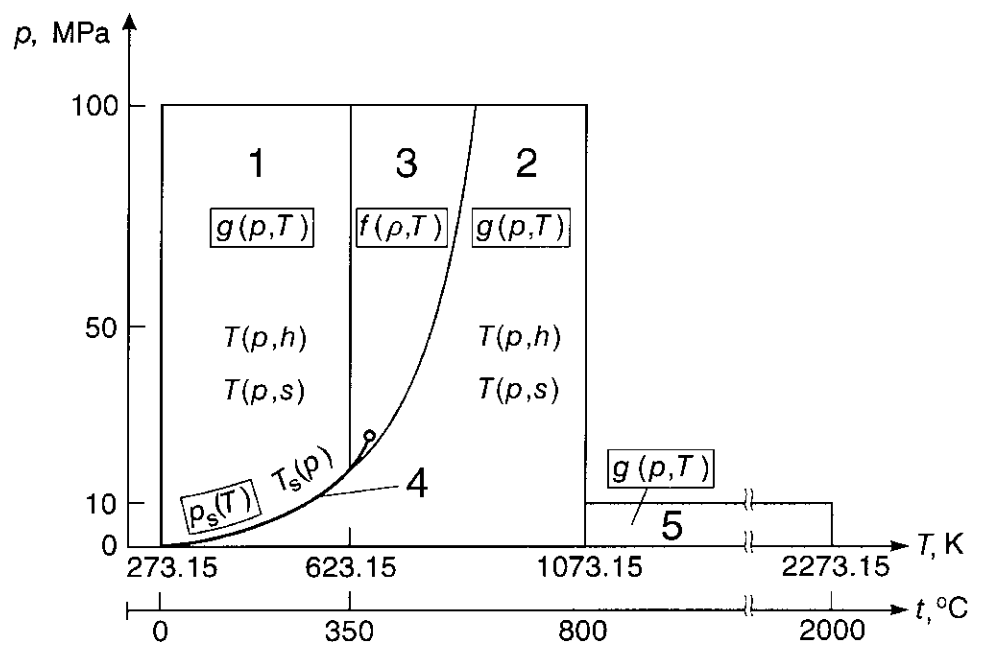 p, MPa
100
1 3 2
g(p,T) f(ρ,T) g(p,T)
50
T(p,h) T(p,h)
T(p,s) T(p,s)
pₛ(T) Tₛ(p) 4
g(p,T)
10
5
0
273.15 623.15 1073.15 2273.15 T, K
0 350 800 2000 t, °C